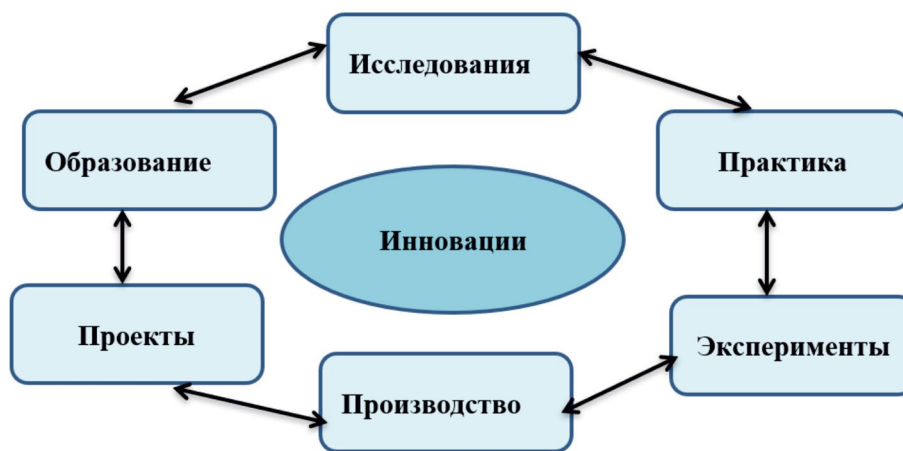 Исследования
Образование
Практика
Инновации
Проекты
Эксперименты
Производство